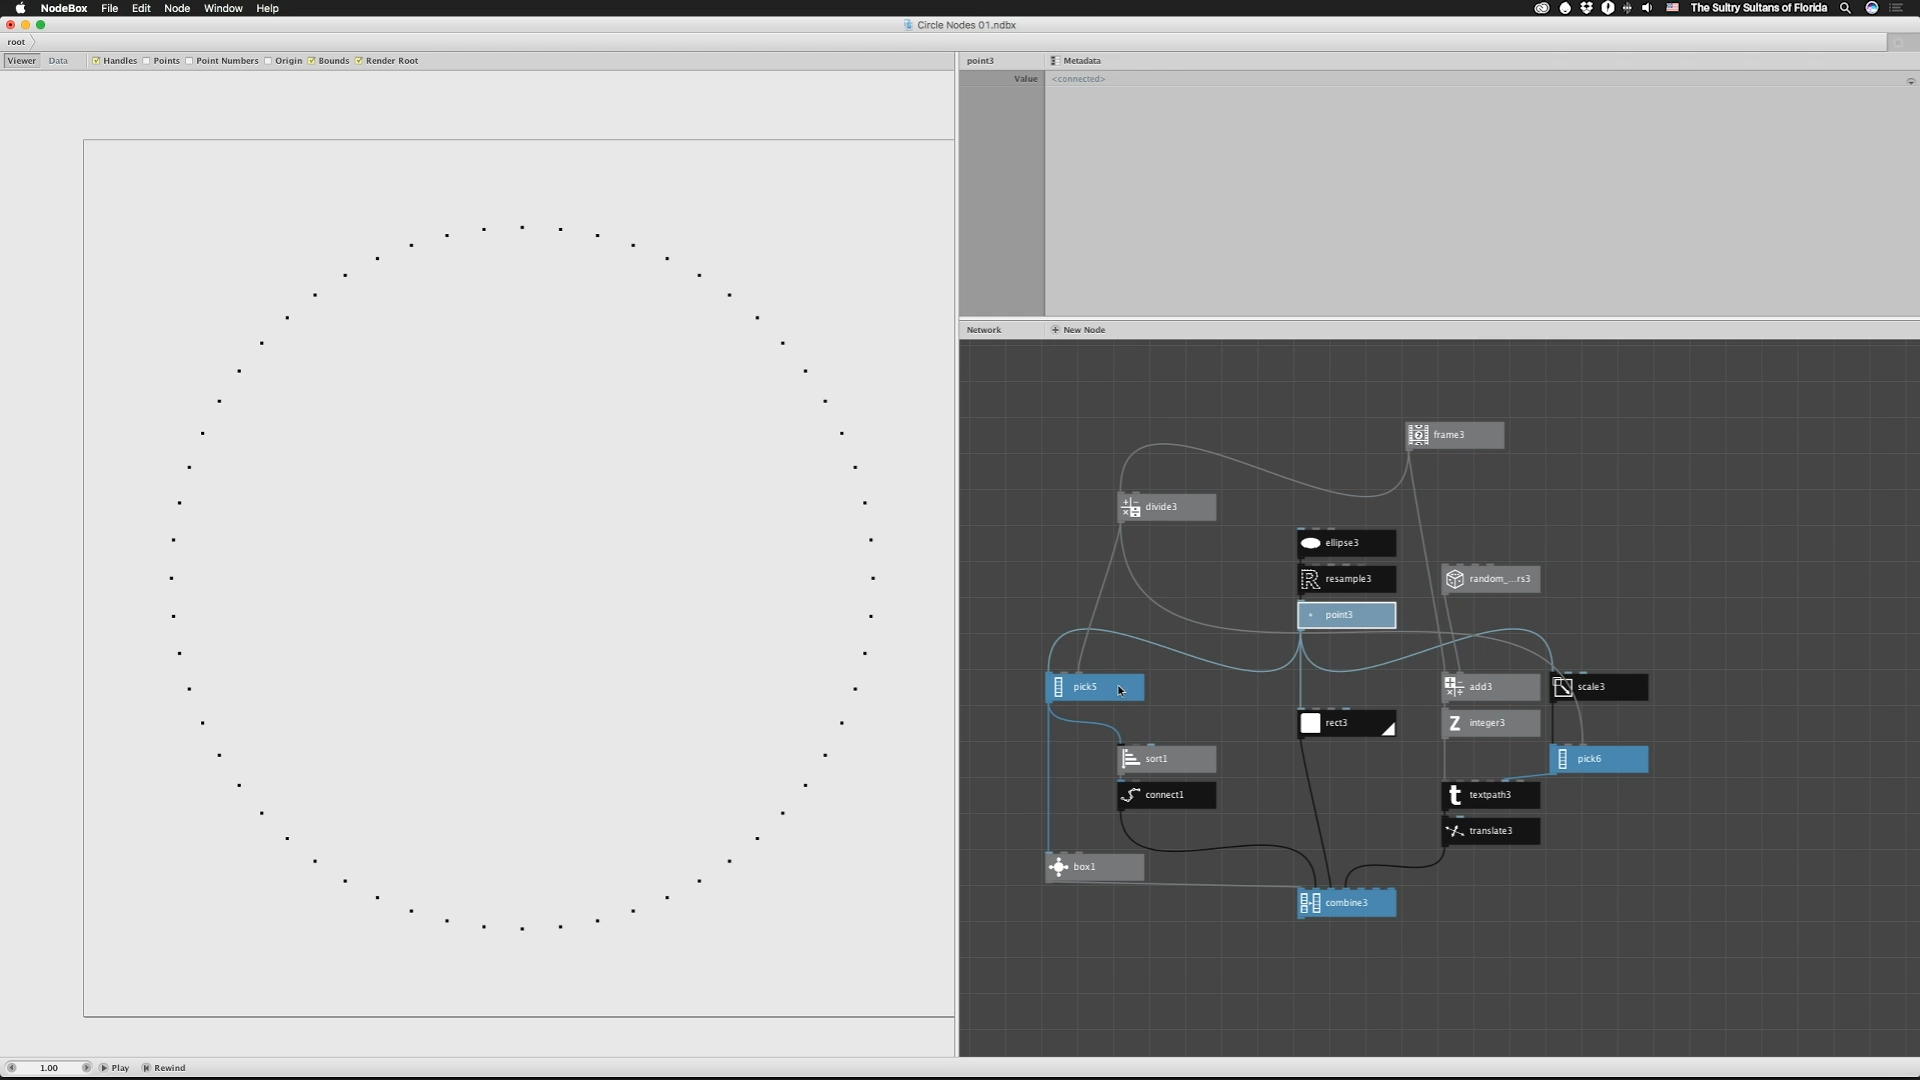 NodeBox File Edit Node Window Help
The Sultry Sultans of Florida
Circle Nodes 01.ndbx
root
Viewer Data Handles Points Point Numbers Origin Bounds Render Root
point3 Metadata
Value <connected>
Network New Node
frame3
divide3
ellipse3
resample3
random_...rs3
point3
pick5
add3
scale3
rect3
integer3
sort1
pick6
connect1
textpath3
translate3
box1
combine3
1.00 Play Rewind